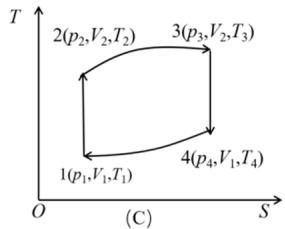 T
2(p₂,V₂,T₂)
3(p₃,V₂,T₃)
4(p₄,V₁,T₄)
1(p₁,V₁,T₁)
O
(C)
S